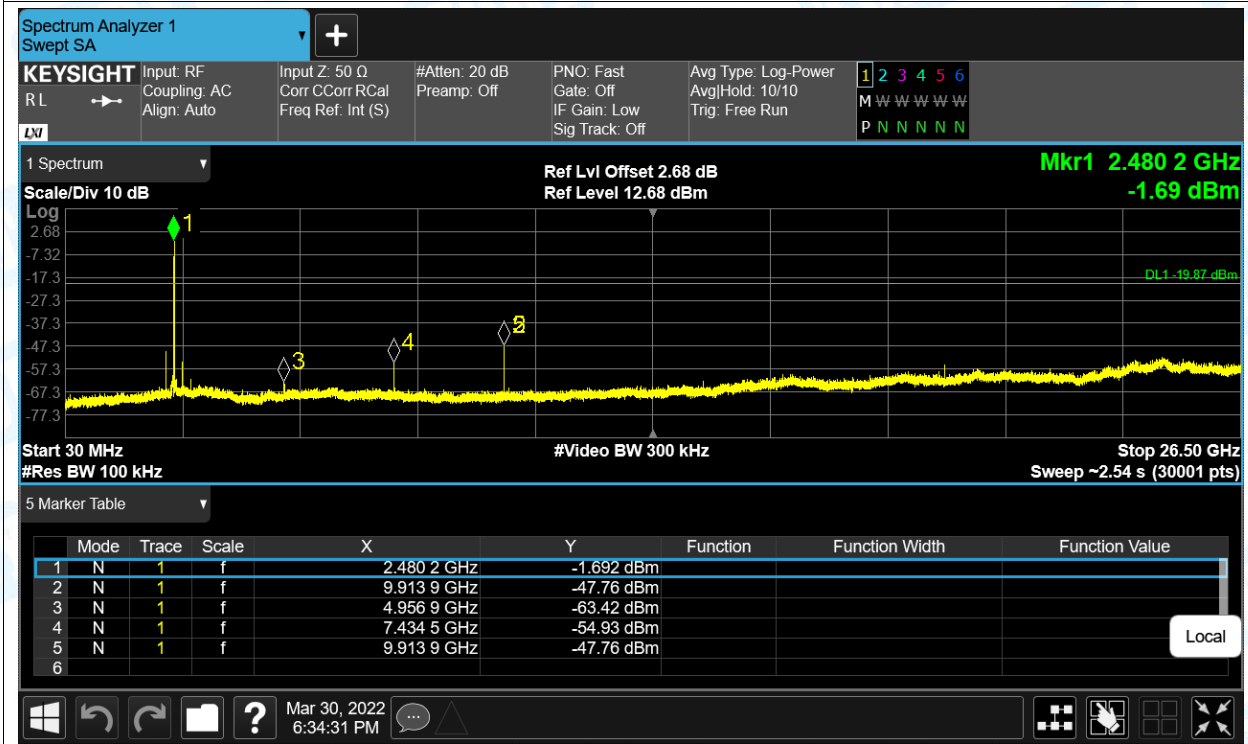 Spectrum Analyzer 1
Swept SA
+
KEYSIGHT Input: RF Input Z: 50 Ω #Atten: 20 dB PNO: Fast Avg Type: Log-Power 1 2 3 4 5 6
R L Coupling: AC Corr CCorr RCal Preamp: Off Gate: Off Avg|Hold: 10/10 M W W W W W
Align: Auto Freq Ref: Int (S) IF Gain: Low Trig: Free Run
LXI Sig Track: Off P N N N N N
1 Spectrum
Ref Lvl Offset 2.68 dB Mkr1 2.480 2 GHz
Scale/Div 10 dB Ref Level 12.68 dBm -1.69 dBm
Log
1
2.68
-7.32
-17.3 DL1 -19.87 dBm
-27.3
-37.3
-47.3 4
-57.3 3
-67.3
-77.3
Start 30 MHz #Video BW 300 kHz Stop 26.50 GHz
#Res BW 100 kHz Sweep ~2.54 s (30001 pts)
5 Marker Table
Mode Trace Scale X Y Function Function Width Function Value
1 N 1 f 2.480 2 GHz -1.692 dBm
2 N 1 f 9.913 9 GHz -47.76 dBm
3 N 1 f 4.956 9 GHz -63.42 dBm
4 N 1 f 7.434 5 GHz -54.93 dBm
5 N 1 f 9.913 9 GHz -47.76 dBm
6
Local
? Mar 30, 2022
6:34:31 PM